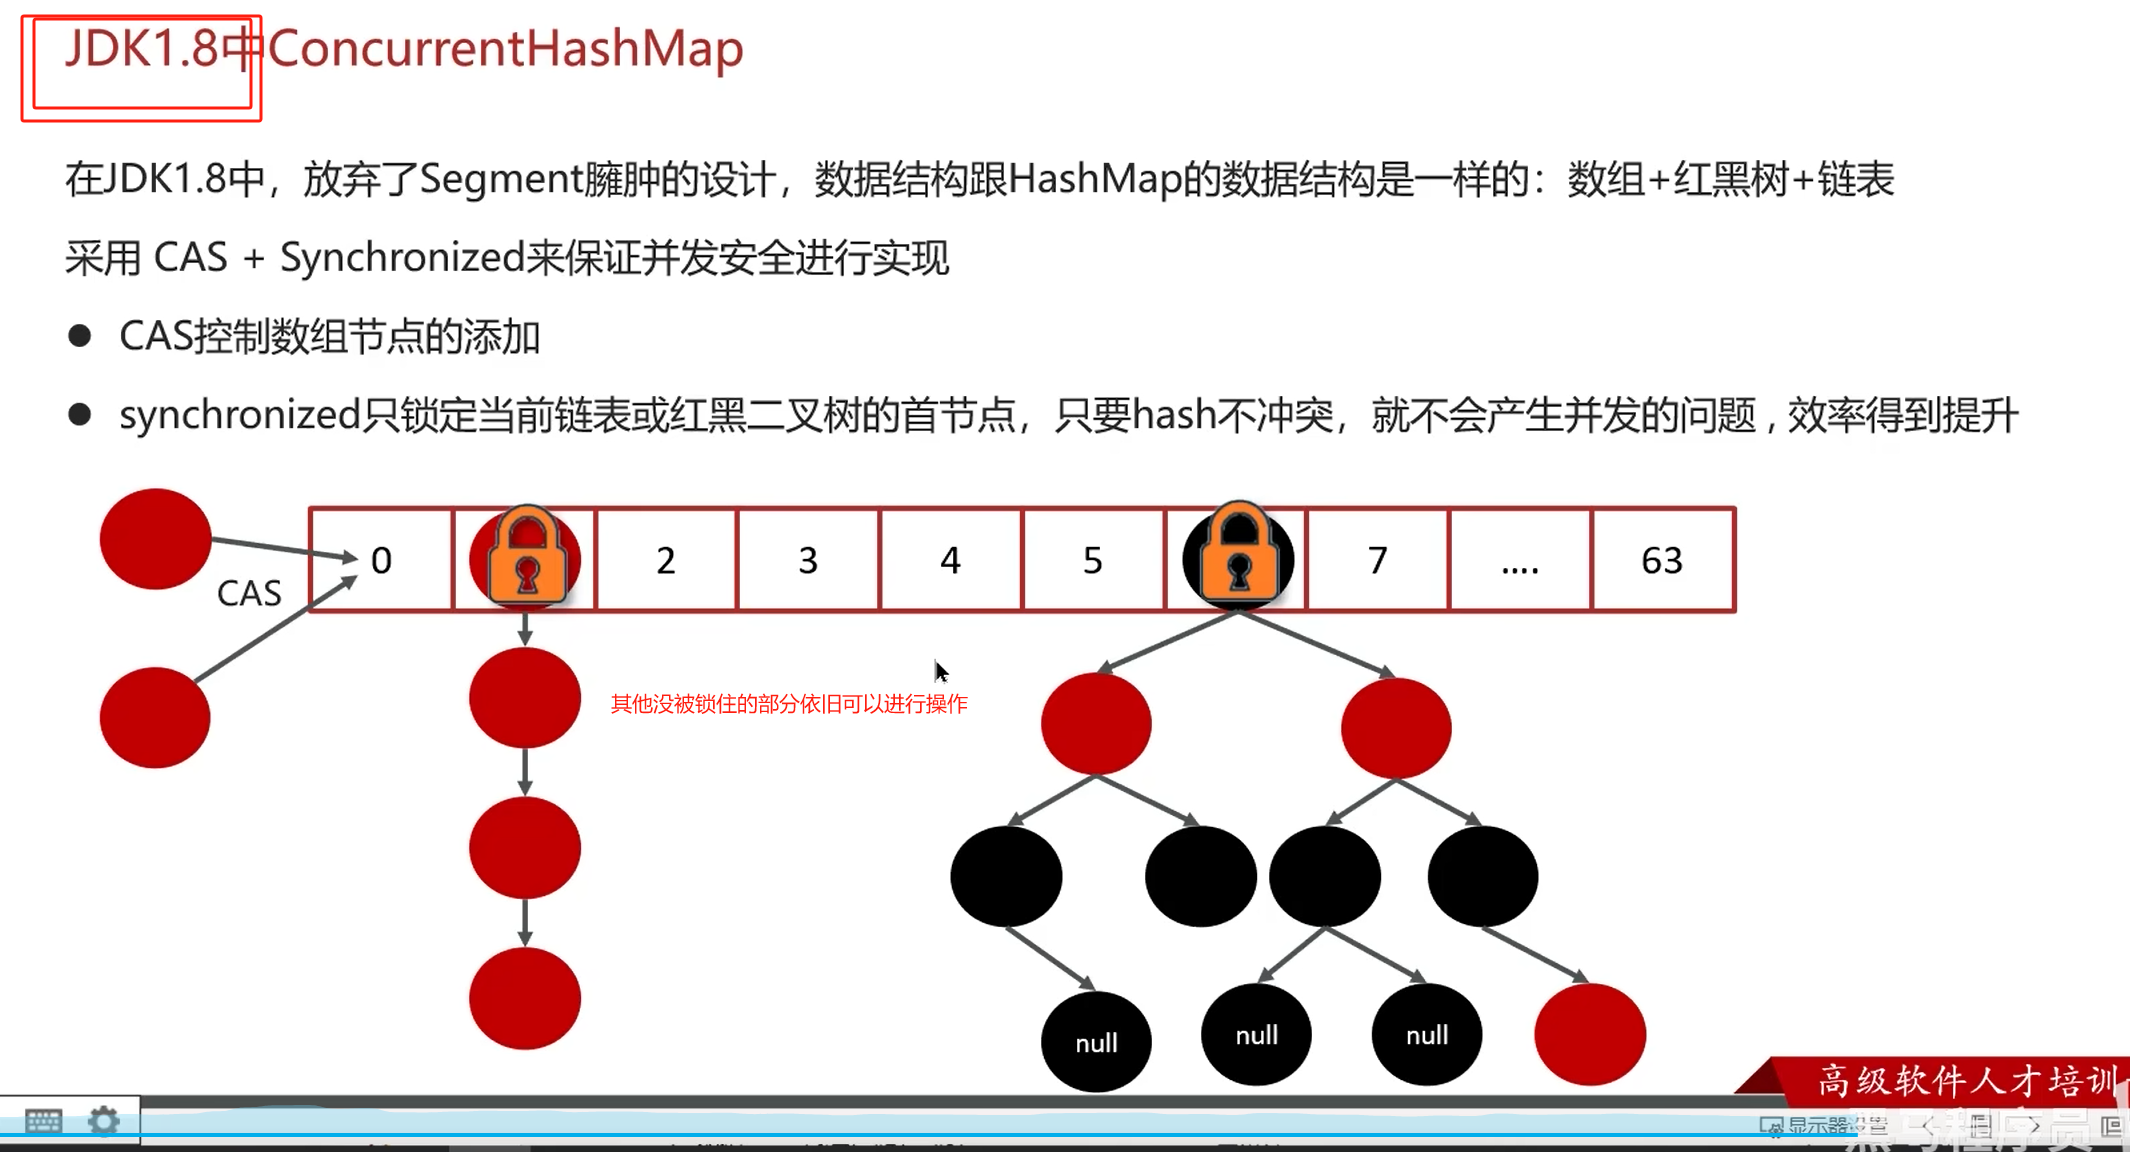 JDK1.8中ConcurrentHashMap
在JDK1.8中，放弃了Segment臃肿的设计，数据结构跟HashMap的数据结构是一样的：数组+红黑树+链表
采用 CAS + Synchronized来保证并发安全进行实现
● CAS控制数组节点的添加
● synchronized只锁定当前链表或红黑二叉树的首节点，只要hash不冲突，就不会产生并发的问题 , 效率得到提升
0 2 3 4 5 7 .... 63
CAS
其他没被锁住的部分依旧可以进行操作
null null null
高级软件人才培训
显示器设置
黑马程序员